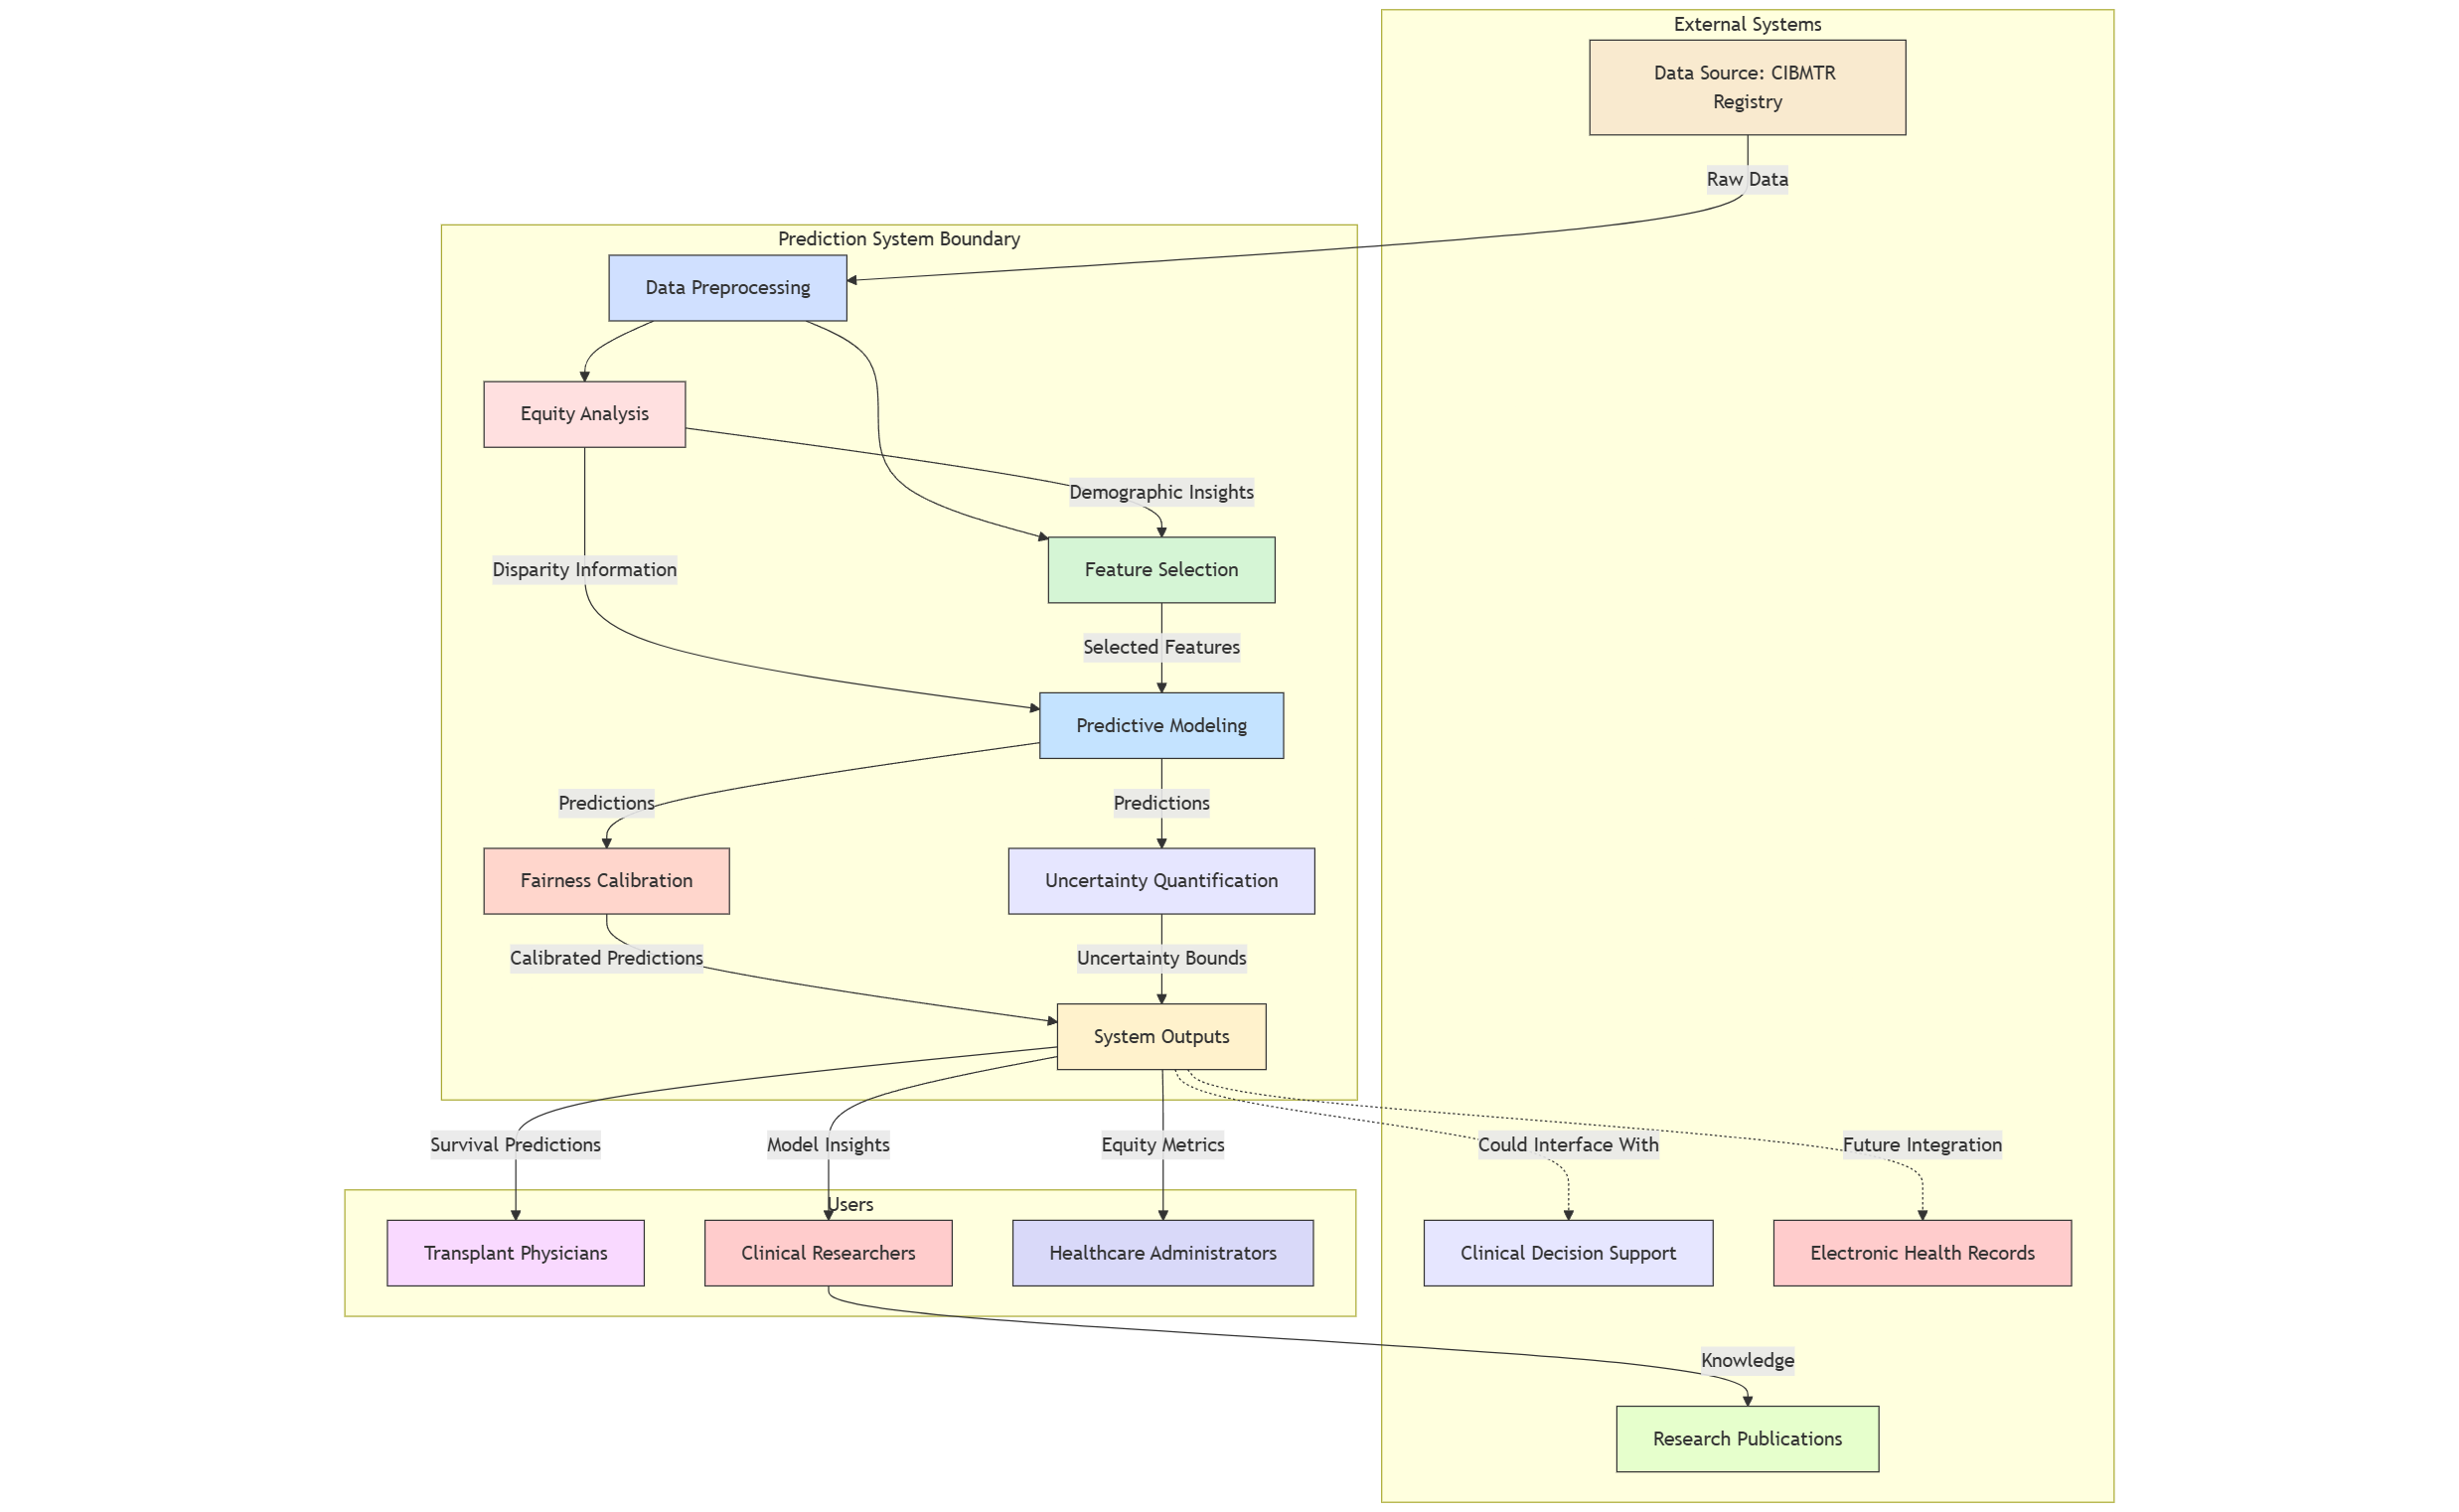 External Systems
Data Source: CIBMTR
Registry
Raw Data
Prediction System Boundary
Data Preprocessing
Equity Analysis
Demographic Insights
Disparity Information
Feature Selection
Selected Features
Predictive Modeling
Predictions
Predictions
Fairness Calibration
Uncertainty Quantification
Calibrated Predictions
Uncertainty Bounds
System Outputs
Survival Predictions
Model Insights
Equity Metrics
Could Interface With
Future Integration
Users
Transplant Physicians
Clinical Researchers
Healthcare Administrators
Clinical Decision Support
Electronic Health Records
Knowledge
Research Publications